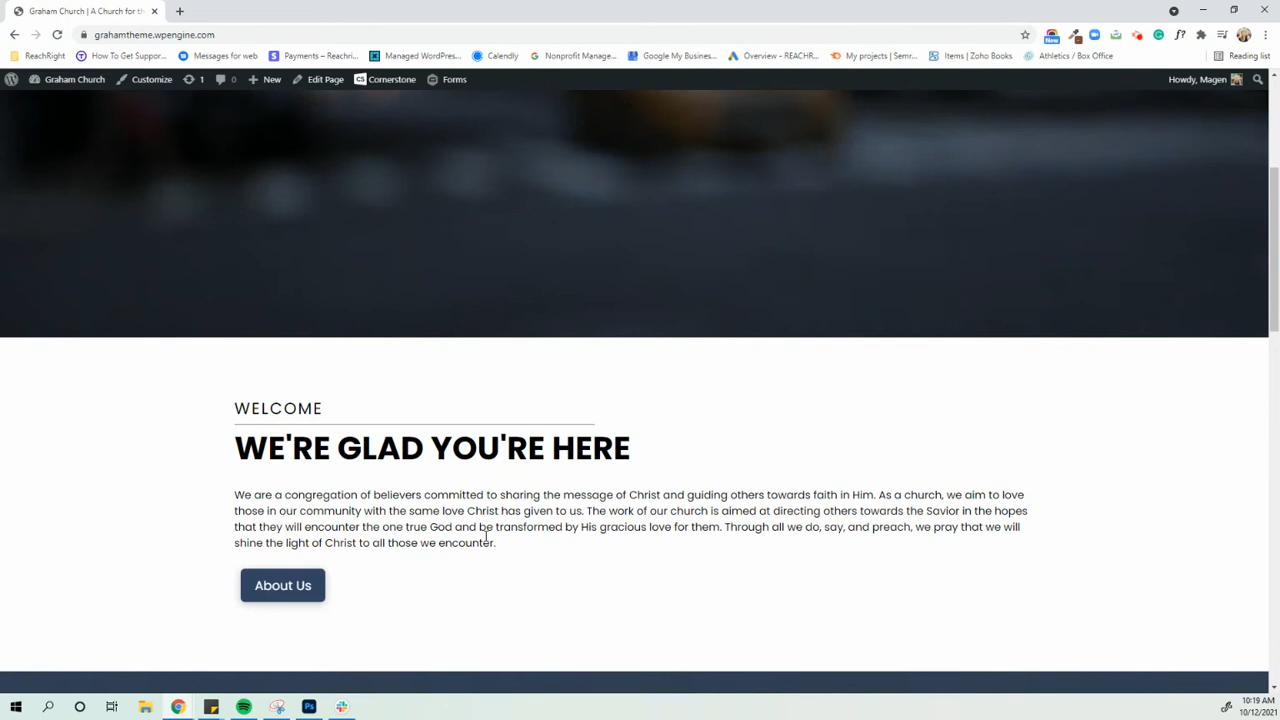 Graham Church | A Church for th
grahamtheme.wpengine.com
New
ReachRight
How To Get Suppor...
Messages for web
Payments – Reachri...
Managed WordPres...
Calendly
Nonprofit Manage...
Google My Busines...
Overview – REACHR...
My projects | Semr...
Items | Zoho Books
Athletics / Box Office
Reading list
Graham Church
Customize
1
0
New
Edit Page
CS Cornerstone
Forms
Howdy, Magen
WELCOME
WE'RE GLAD YOU'RE HERE
We are a congregation of believers committed to sharing the message of Christ and guiding others towards faith in Him. As a church, we aim to love
those in our community with the same love Christ has given to us. The work of our church is aimed at directing others towards the Savior in the hopes
that they will encounter the one true God and be transformed by His gracious love for them. Through all we do, say, and preach, we pray that we will
shine the light of Christ to all those we encounter.
About Us
10:19 AM
10/12/2021